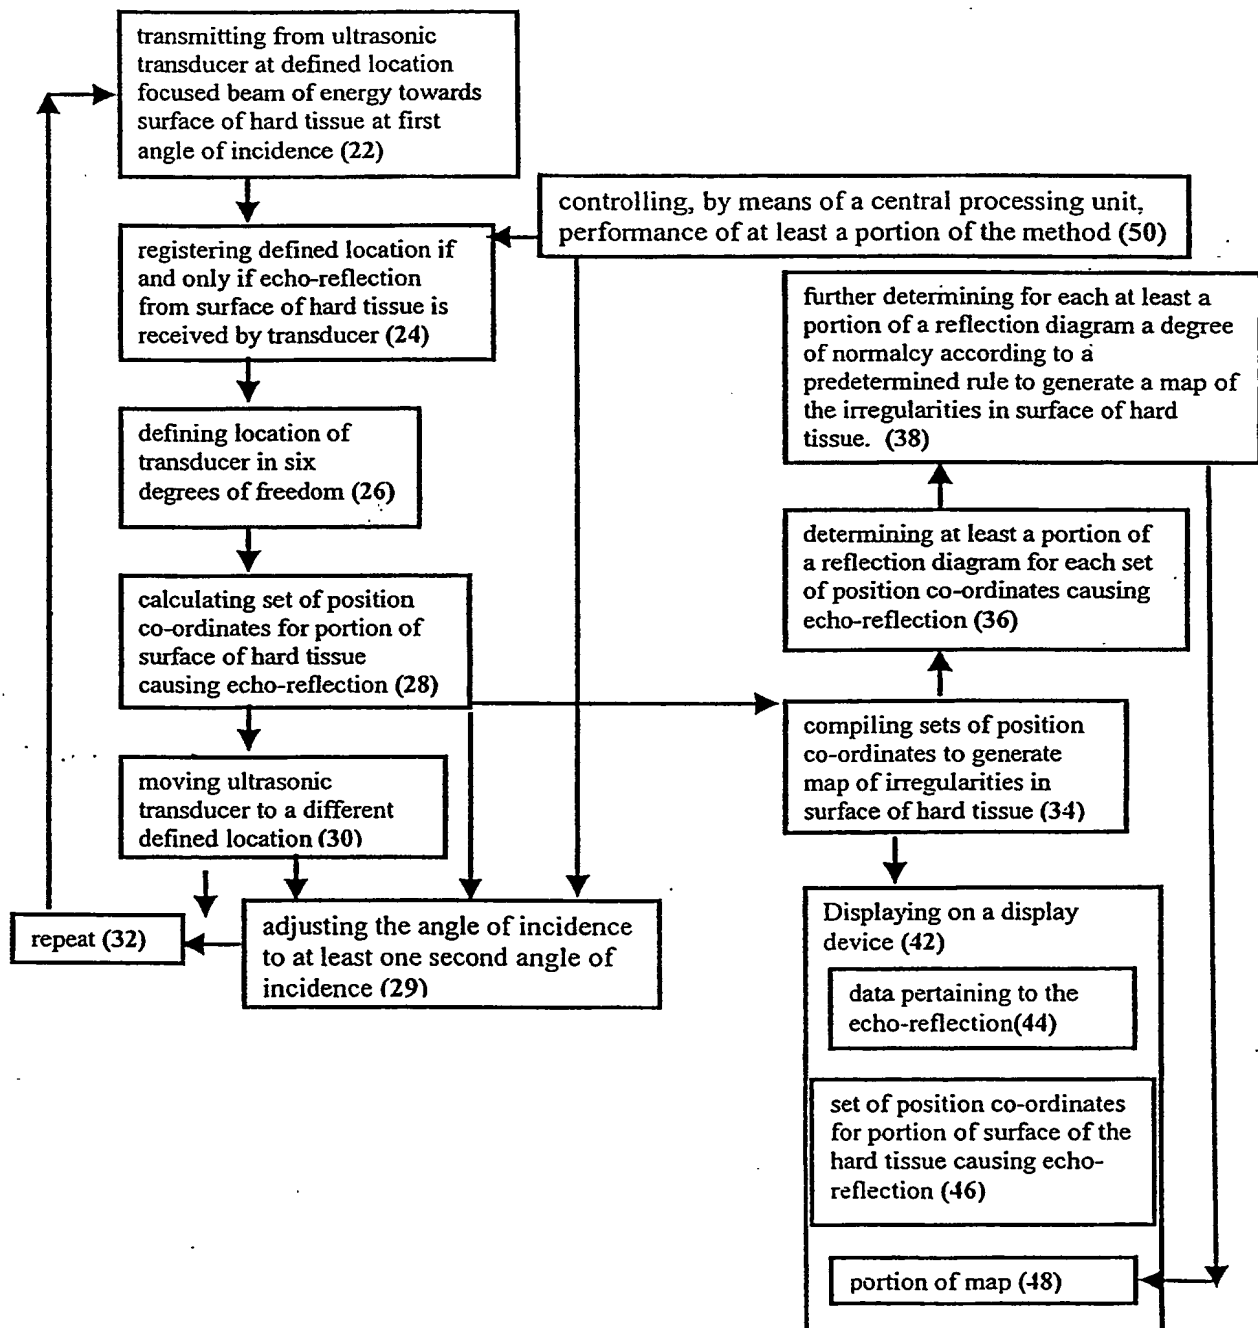 transmitting from ultrasonic
transducer at defined location
focused beam of energy towards
surface of hard tissue at first
angle of incidence (22)
controlling, by means of a central processing unit,
performance of at least a portion of the method (50)
registering defined location if
and only if echo-reflection
from surface of hard tissue is
received by transducer (24)
further determining for each at least a
portion of a reflection diagram a degree
of normalcy according to a
predetermined rule to generate a map of
the irregularities in surface of hard
tissue. (38)
defining location of
transducer in six
degrees of freedom (26)
determining at least a portion of
a reflection diagram for each set
of position co-ordinates causing
echo-reflection (36)
calculating set of position
co-ordinates for portion of
surface of hard tissue
causing echo-reflection (28)
compiling sets of position
co-ordinates to generate
map of irregularities in
surface of hard tissue (34)
moving ultrasonic
transducer to a different
defined location (30)
repeat (32)
adjusting the angle of incidence
to at least one second angle of
incidence (29)
Displaying on a display
device (42)
data pertaining to the
echo-reflection(44)
set of position co-ordinates
for portion of surface of the
hard tissue causing echo-
reflection (46)
portion of map (48)